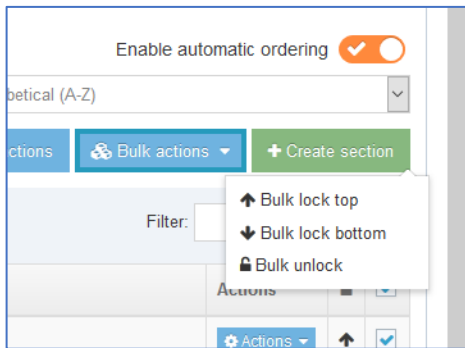 Enable automatic ordering
betical (A-Z)
ctions Bulk actions + Create section
Bulk lock top
Filter:
Bulk lock bottom
Bulk unlock
Actions
Actions